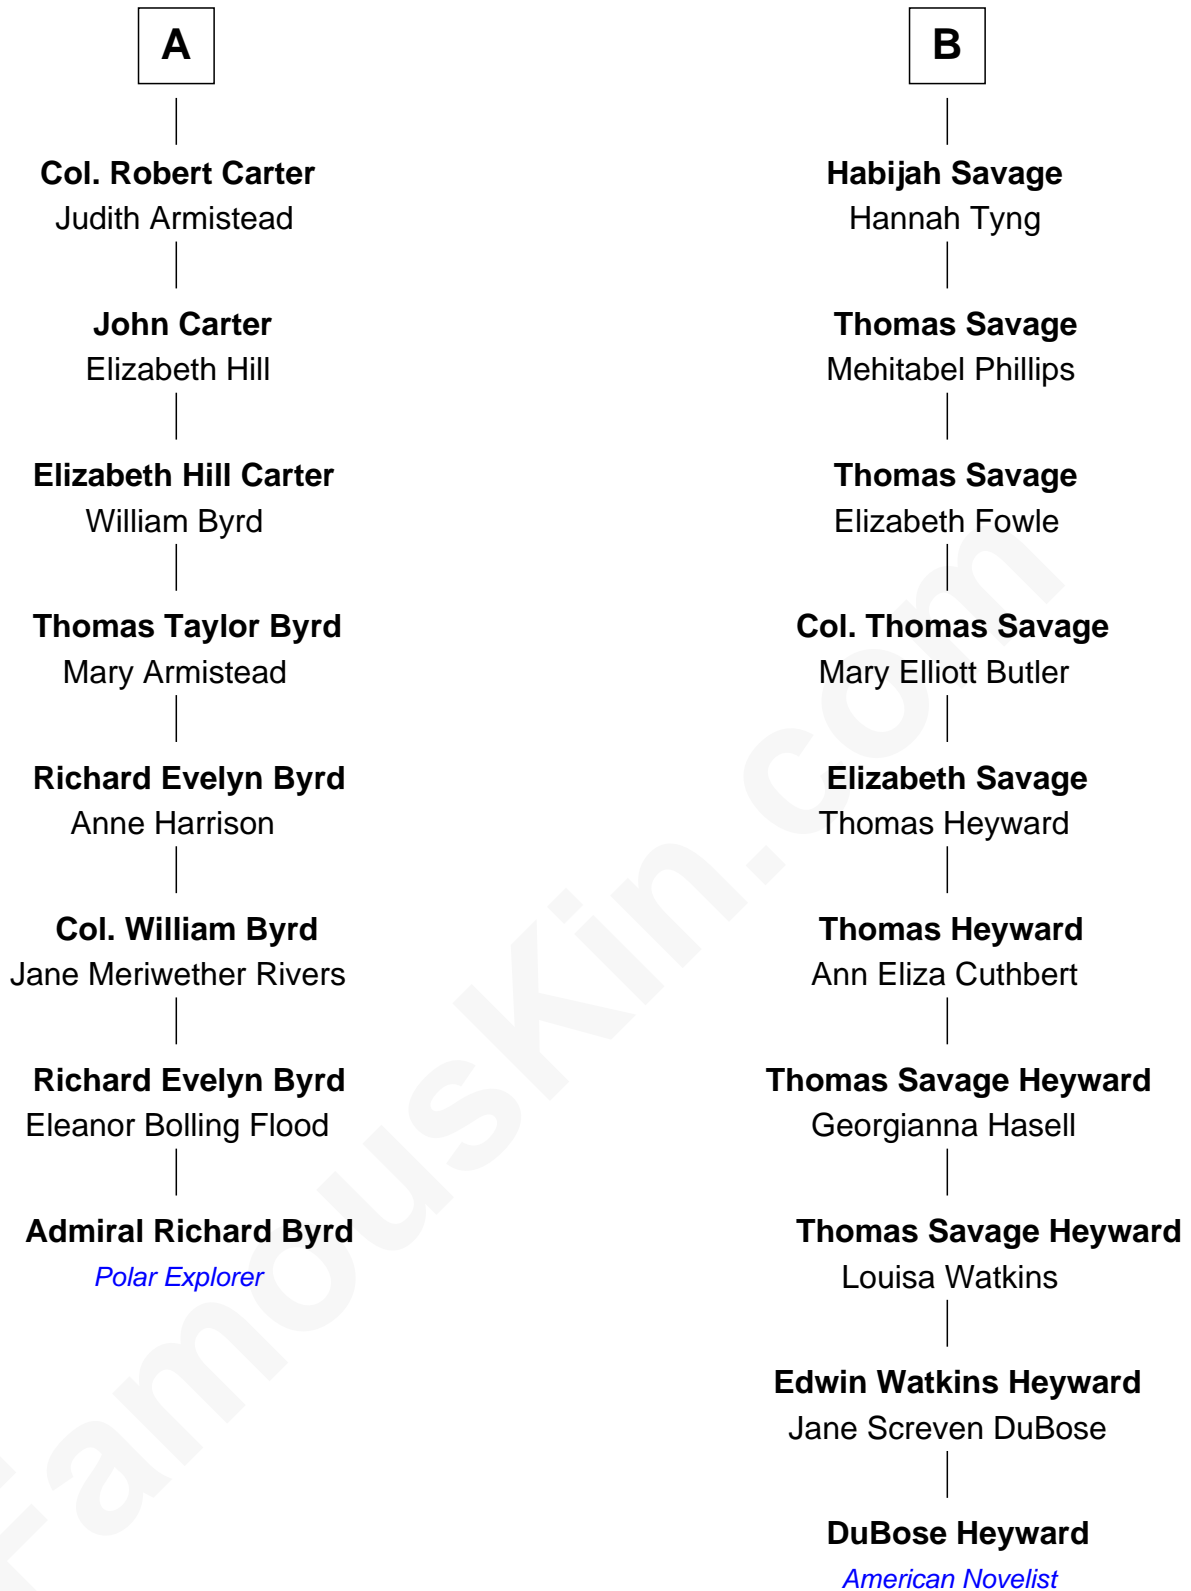 A
Col. Robert Carter
Judith Armistead
John Carter
Elizabeth Hill
Elizabeth Hill Carter
William Byrd
Thomas Taylor Byrd
Mary Armistead
Richard Evelyn Byrd
Anne Harrison
Col. William Byrd
Jane Meriwether Rivers
Richard Evelyn Byrd
Eleanor Bolling Flood
Admiral Richard Byrd
Polar Explorer
B
Habijah Savage
Hannah Tyng
Thomas Savage
Mehitabel Phillips
Thomas Savage
Elizabeth Fowle
Col. Thomas Savage
Mary Elliott Butler
Elizabeth Savage
Thomas Heyward
Thomas Heyward
Ann Eliza Cuthbert
Thomas Savage Heyward
Georgianna Hasell
Thomas Savage Heyward
Louisa Watkins
Edwin Watkins Heyward
Jane Screven DuBose
DuBose Heyward
American Novelist
FamousKin.com